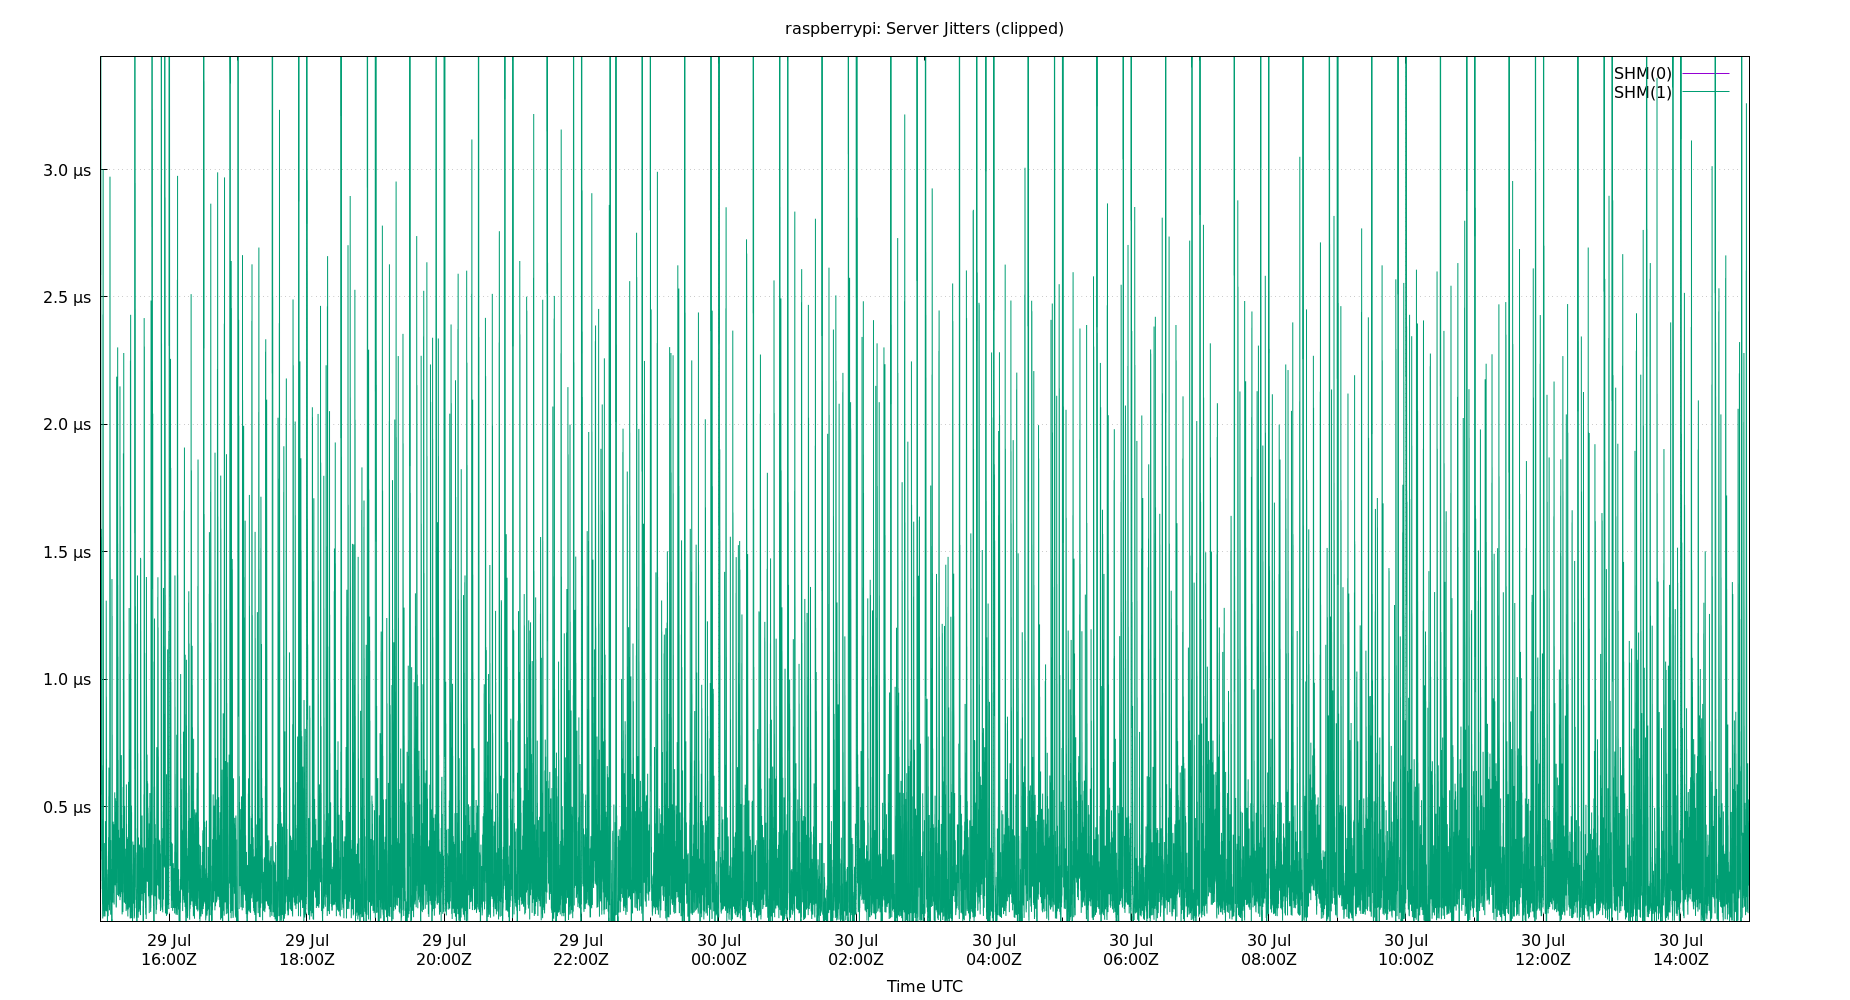 raspberrypi: Server Jitters (clipped)
SHM(0)
SHM(1)
3.0 µs
2.5 µs
2.0 µs
1.5 µs
1.0 µs
0.5 µs
29 Jul 29 Jul 29 Jul 29 Jul 30 Jul 30 Jul 30 Jul 30 Jul 30 Jul 30 Jul 30 Jul 30 Jul
16:00Z 18:00Z 20:00Z 22:00Z 00:00Z 02:00Z 04:00Z 06:00Z 08:00Z 10:00Z 12:00Z 14:00Z
Time UTC